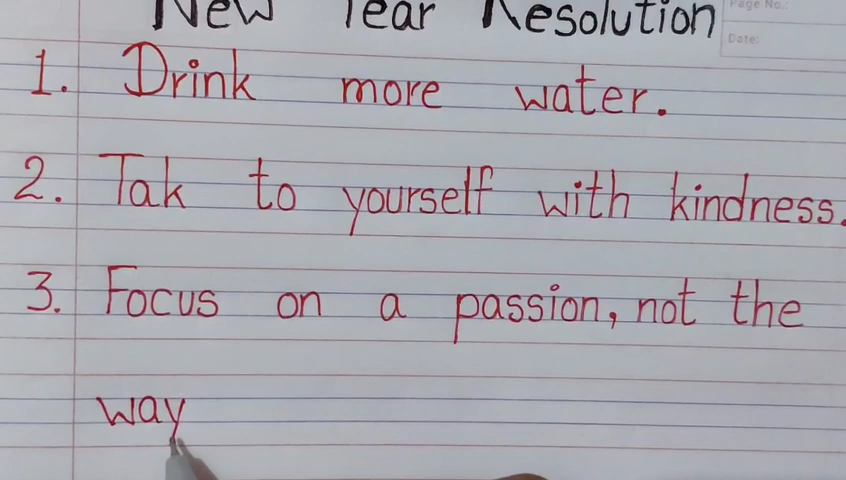 New Year Resolution
Page No.:
Date:
1. Drink more water.
2. Tak to yourself with kindness.
3. Focus on a passion, not the
way